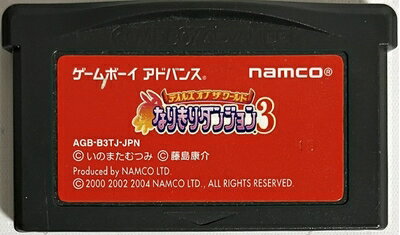 ゲームボーイ アドバンス® namco®
テイルズ オブ ザ ワールド
なりきりダンジョン3
AGB-B3TJ-JPN
© いのまたむつみ © 藤島康介
Produced by NAMCO LTD.
© 2000 2002 2004 NAMCO LTD., ALL RIGHTS RESERVED.